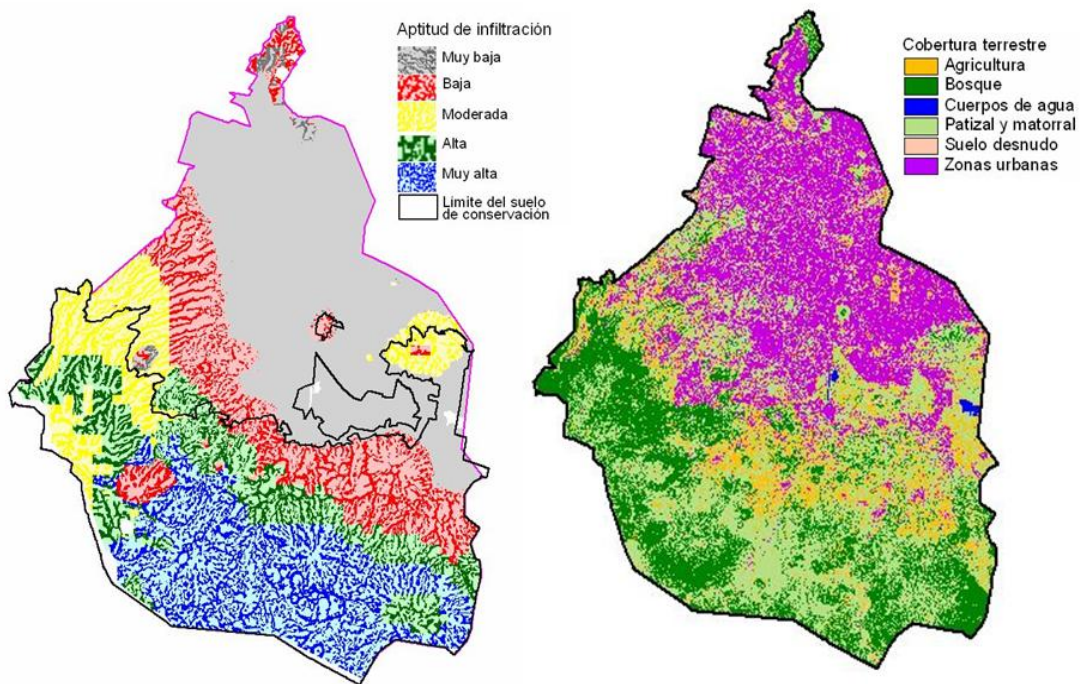 Aptitud de infiltración
Muy baja
Baja
Moderada
Alta
Muy alta
Límite del suelo
de conservación
Cobertura terrestre
Agricultura
Bosque
Cuerpos de agua
Patizal y matorral
Suelo desnudo
Zonas urbanas